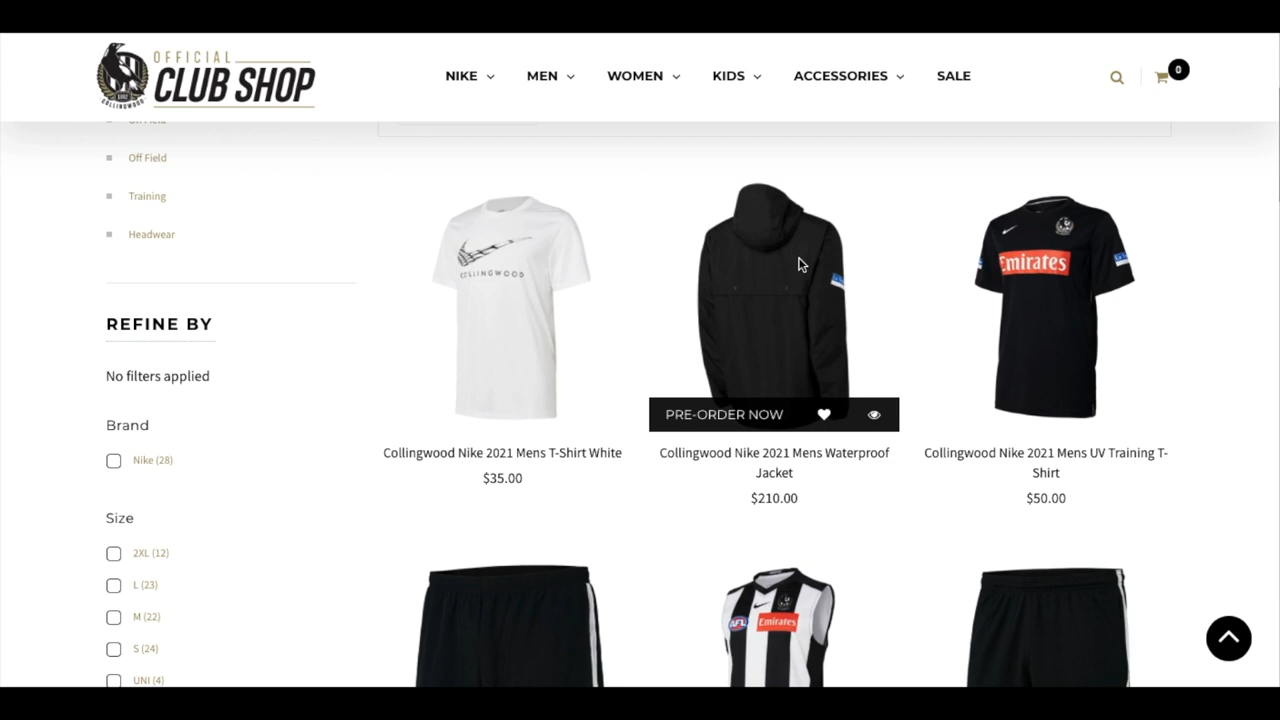 OFFICIAL
CLUB SHOP
COLLINGWOOD
NIKE
MEN
WOMEN
KIDS
ACCESSORIES
SALE
0
Off Field
Training
Headwear
REFINE BY
No filters applied
Brand
Nike (28)
Size
2XL (12)
L (23)
M (22)
S (24)
UNI (4)
COLLINGWOOD
Emirates
PRE-ORDER NOW
Collingwood Nike 2021 Mens T-Shirt White
$35.00
Collingwood Nike 2021 Mens Waterproof
Jacket
$210.00
Collingwood Nike 2021 Mens UV Training T-
Shirt
$50.00
AFL
Emirates